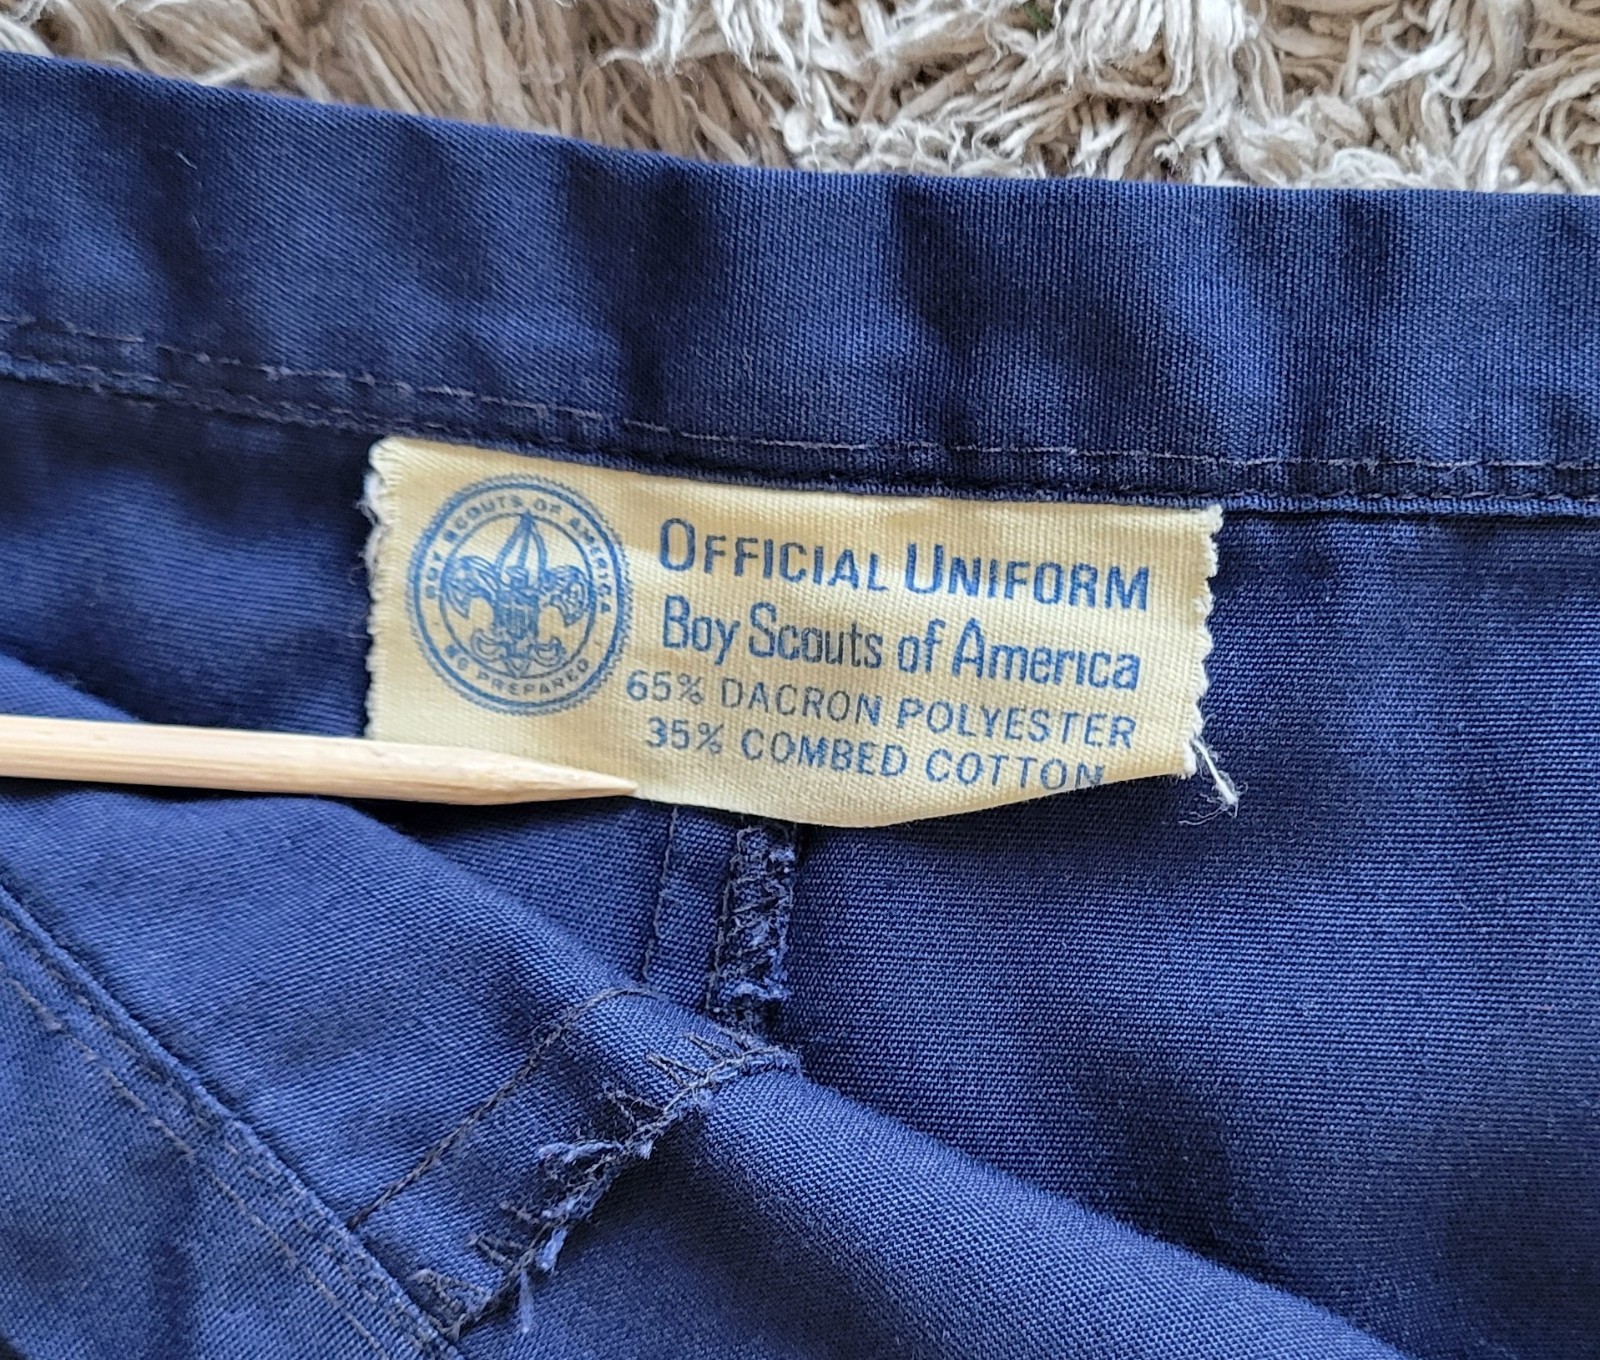 BOY SCOUTS OF AMERICA
BE PREPARED
OFFICIAL UNIFORM
Boy Scouts of America
65% DACRON POLYESTER
35% COMBED COTTON